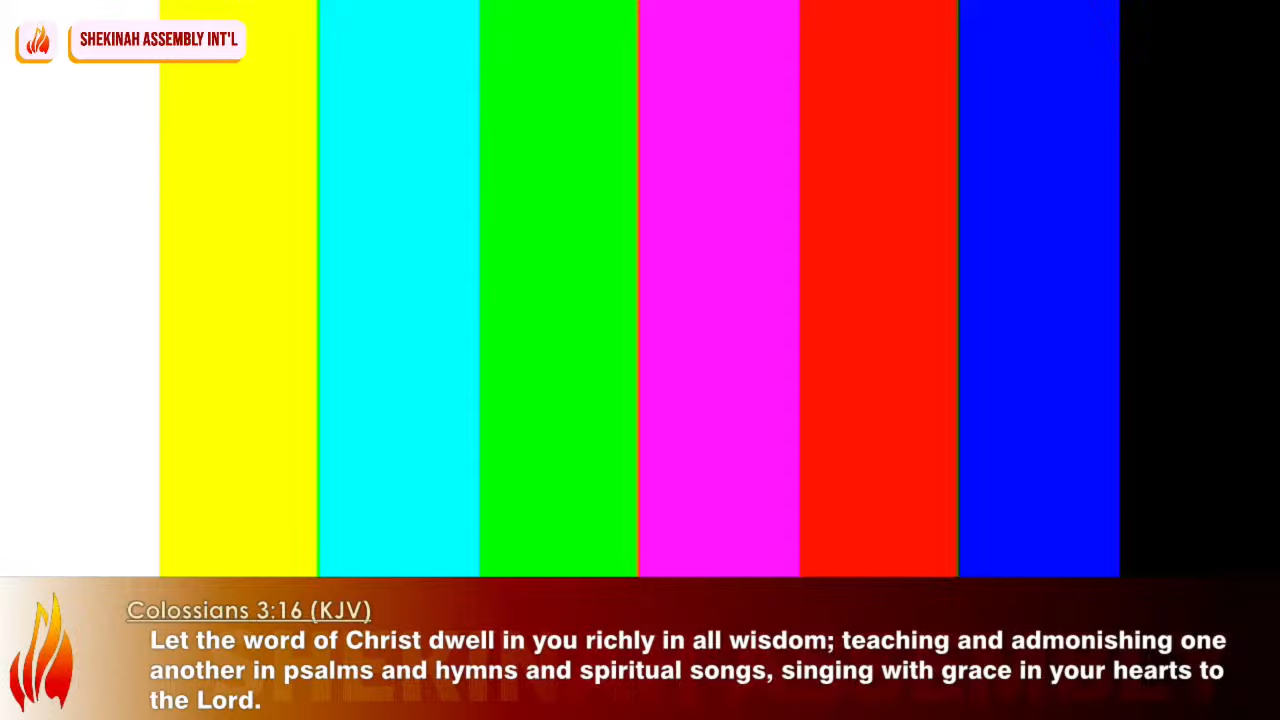 SHEKINAH ASSEMBLY INT'L
Colossians 3:16 (KJV)
Let the word of Christ dwell in you richly in all wisdom; teaching and admonishing one
another in psalms and hymns and spiritual songs, singing with grace in your hearts to
the Lord.